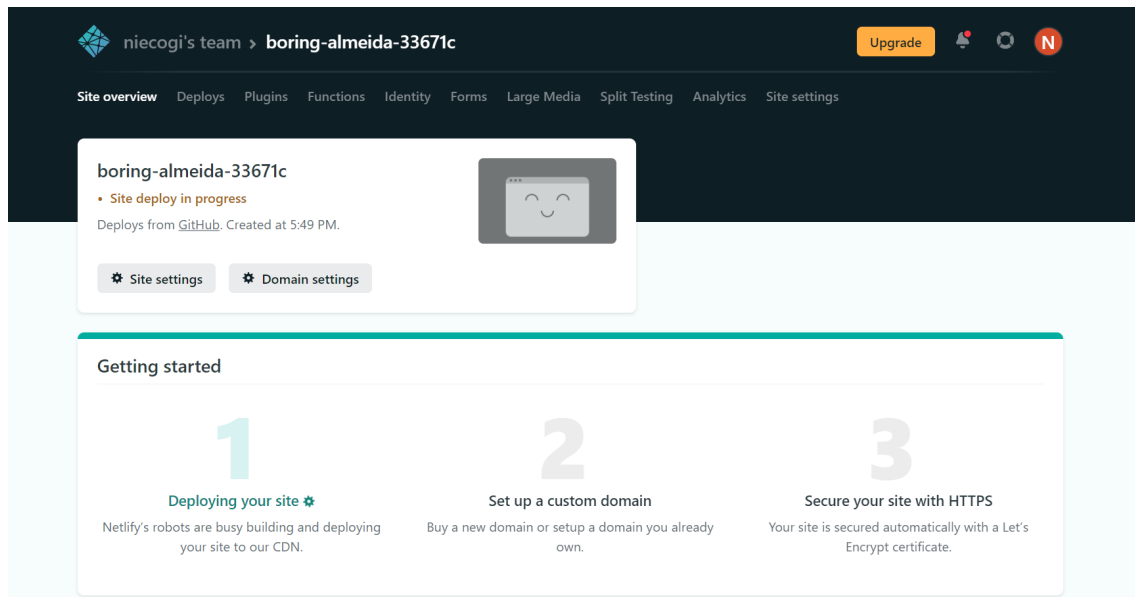 niecogi's team > boring-almeida-33671c
Upgrade
N
Site overview Deploys Plugins Functions Identity Forms Large Media Split Testing Analytics Site settings
boring-almeida-33671c
• Site deploy in progress
Deploys from GitHub. Created at 5:49 PM.
Site settings
Domain settings
Getting started
1
Deploying your site
Netlify's robots are busy building and deploying
your site to our CDN.
2
Set up a custom domain
Buy a new domain or setup a domain you already
own.
3
Secure your site with HTTPS
Your site is secured automatically with a Let's
Encrypt certificate.